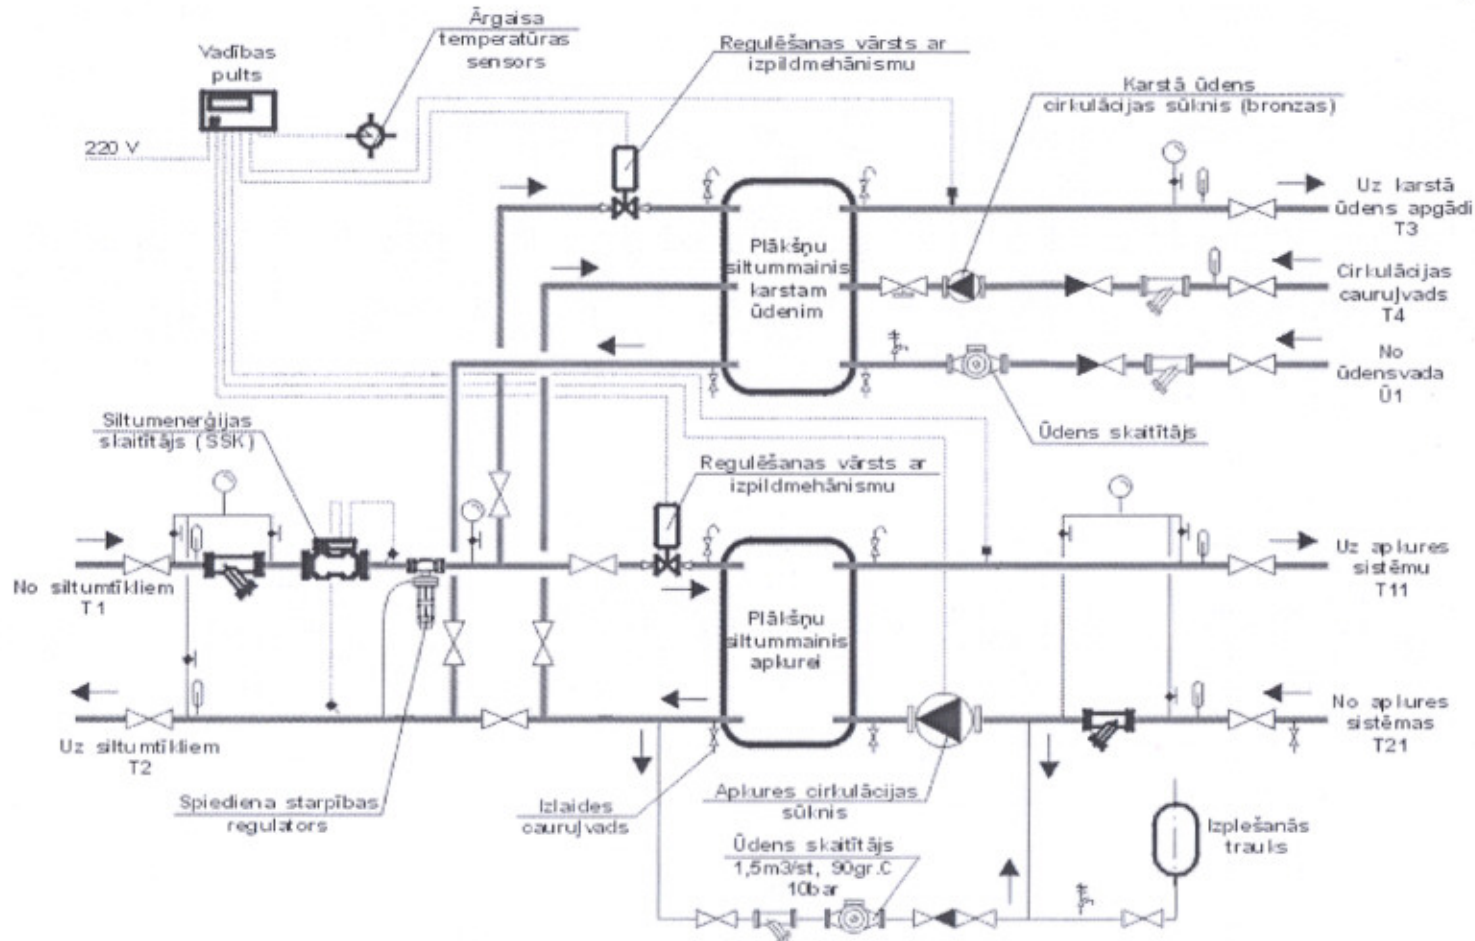 Ārgaisa
temperatūras
sensors
Vadības
pults
220 V
Regulēšanas vārsts ar
izpildmehānismu
Karstā ūdens
cirkulācijas sūknis (bronzas)
Uz karstā
ūdens apgādi
T3
Plākšņu
siltummainis
karstam
ūdenim
Cirkulācijas
cauruļvads
T4
No
ūdensvada
Ū1
Ūdens skaitītājs
Siltumenerģijas
skaitītājs (SSK)
Regulēšanas vārsts ar
izpildmehānismu
No siltumtīkliem
T1
Uz apkures
sistēmu
T11
Plākšņu
siltummainis
apkurei
Uz siltumtīkliem
T2
No apkures
sistēmas
T21
Spiediena starpības
regulators
Izlaides
cauruļvads
Apkures cirkulācijas
sūknis
Ūdens skaitītājs
1,5m3/st, 90gr.C
10bar
Izplešanās
trauks